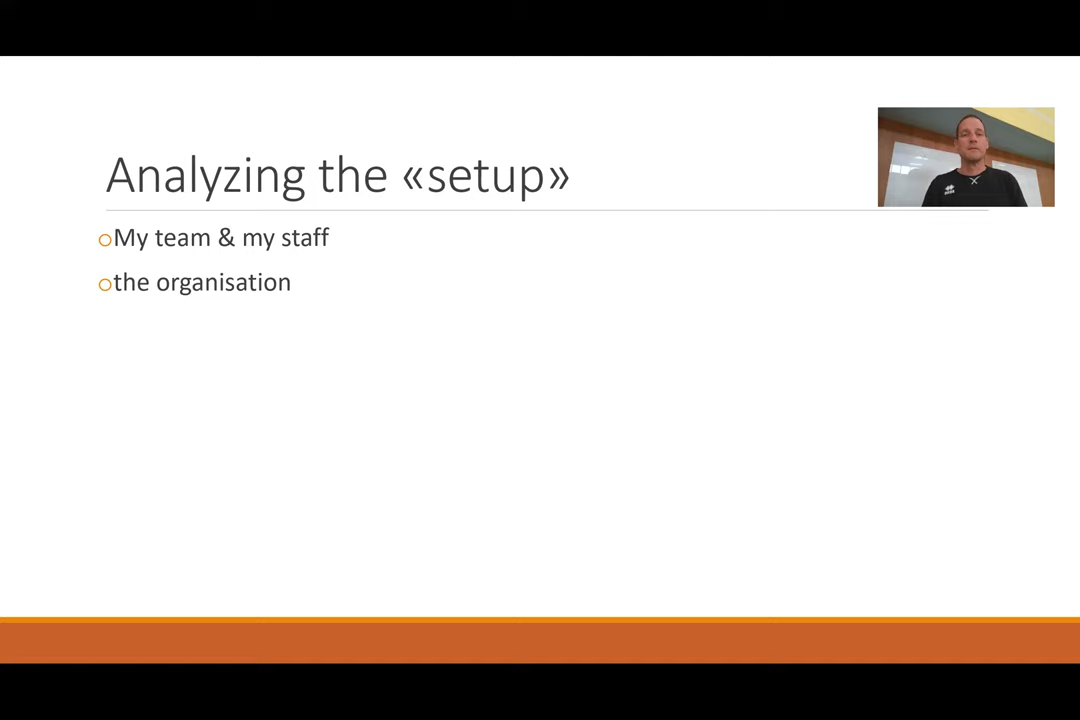 Analyzing the «setup»
My team & my staff
the organisation